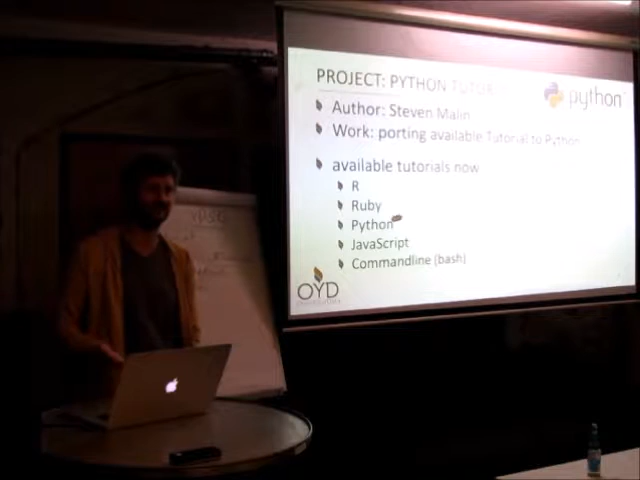 PROJECT: PYTHON TUTORIAL
python
Author: Steven Malin
Work: porting available Tutorial to Python
available tutorials now
R
Ruby
Python
JavaScript
Commandline (bash)
OYD